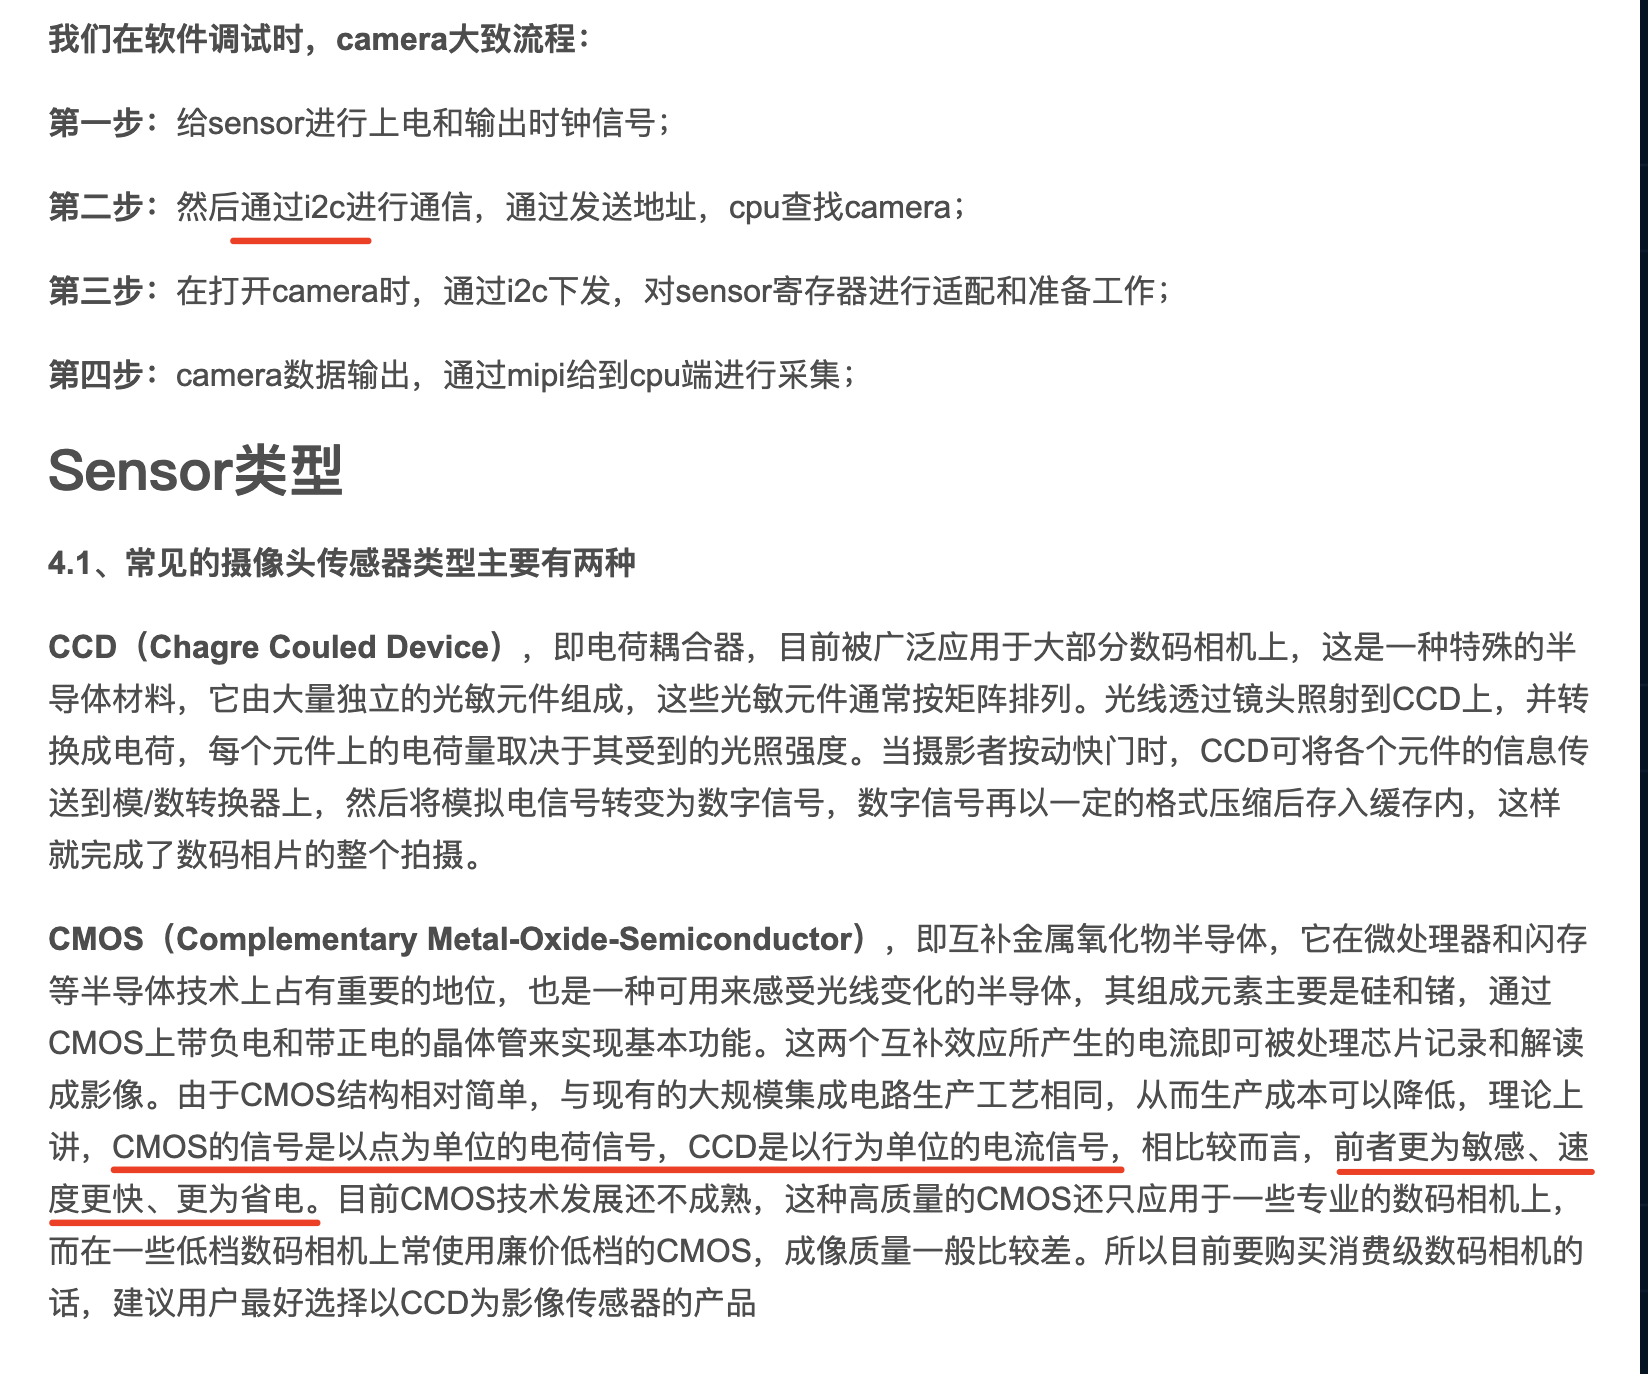 我们在软件调试时，camera大致流程：
第一步：给sensor进行上电和输出时钟信号；
第二步：然后通过i2c进行通信，通过发送地址，cpu查找camera；
第三步：在打开camera时，通过i2c下发，对sensor寄存器进行适配和准备工作；
第四步：camera数据输出，通过mipi给到cpu端进行采集；
Sensor类型
4.1、常见的摄像头传感器类型主要有两种
CCD（Chagre Couled Device），即电荷耦合器，目前被广泛应用于大部分数码相机上，这是一种特殊的半
导体材料，它由大量独立的光敏元件组成，这些光敏元件通常按矩阵排列。光线透过镜头照射到CCD上，并转
换成电荷，每个元件上的电荷量取决于其受到的光照强度。当摄影者按动快门时，CCD可将各个元件的信息传
送到模/数转换器上，然后将模拟电信号转变为数字信号，数字信号再以一定的格式压缩后存入缓存内，这样
就完成了数码相片的整个拍摄。
CMOS（Complementary Metal-Oxide-Semiconductor），即互补金属氧化物半导体，它在微处理器和闪存
等半导体技术上占有重要的地位，也是一种可用来感受光线变化的半导体，其组成元素主要是硅和锗，通过
CMOS上带负电和带正电的晶体管来实现基本功能。这两个互补效应所产生的电流即可被处理芯片记录和解读
成影像。由于CMOS结构相对简单，与现有的大规模集成电路生产工艺相同，从而生产成本可以降低，理论上
讲，CMOS的信号是以点为单位的电荷信号，CCD是以行为单位的电流信号，相比较而言，前者更为敏感、速
度更快、更为省电。目前CMOS技术发展还不成熟，这种高质量的CMOS还只应用于一些专业的数码相机上，
而在一些低档数码相机上常使用廉价低档的CMOS，成像质量一般比较差。所以目前要购买消费级数码相机的
话，建议用户最好选择以CCD为影像传感器的产品